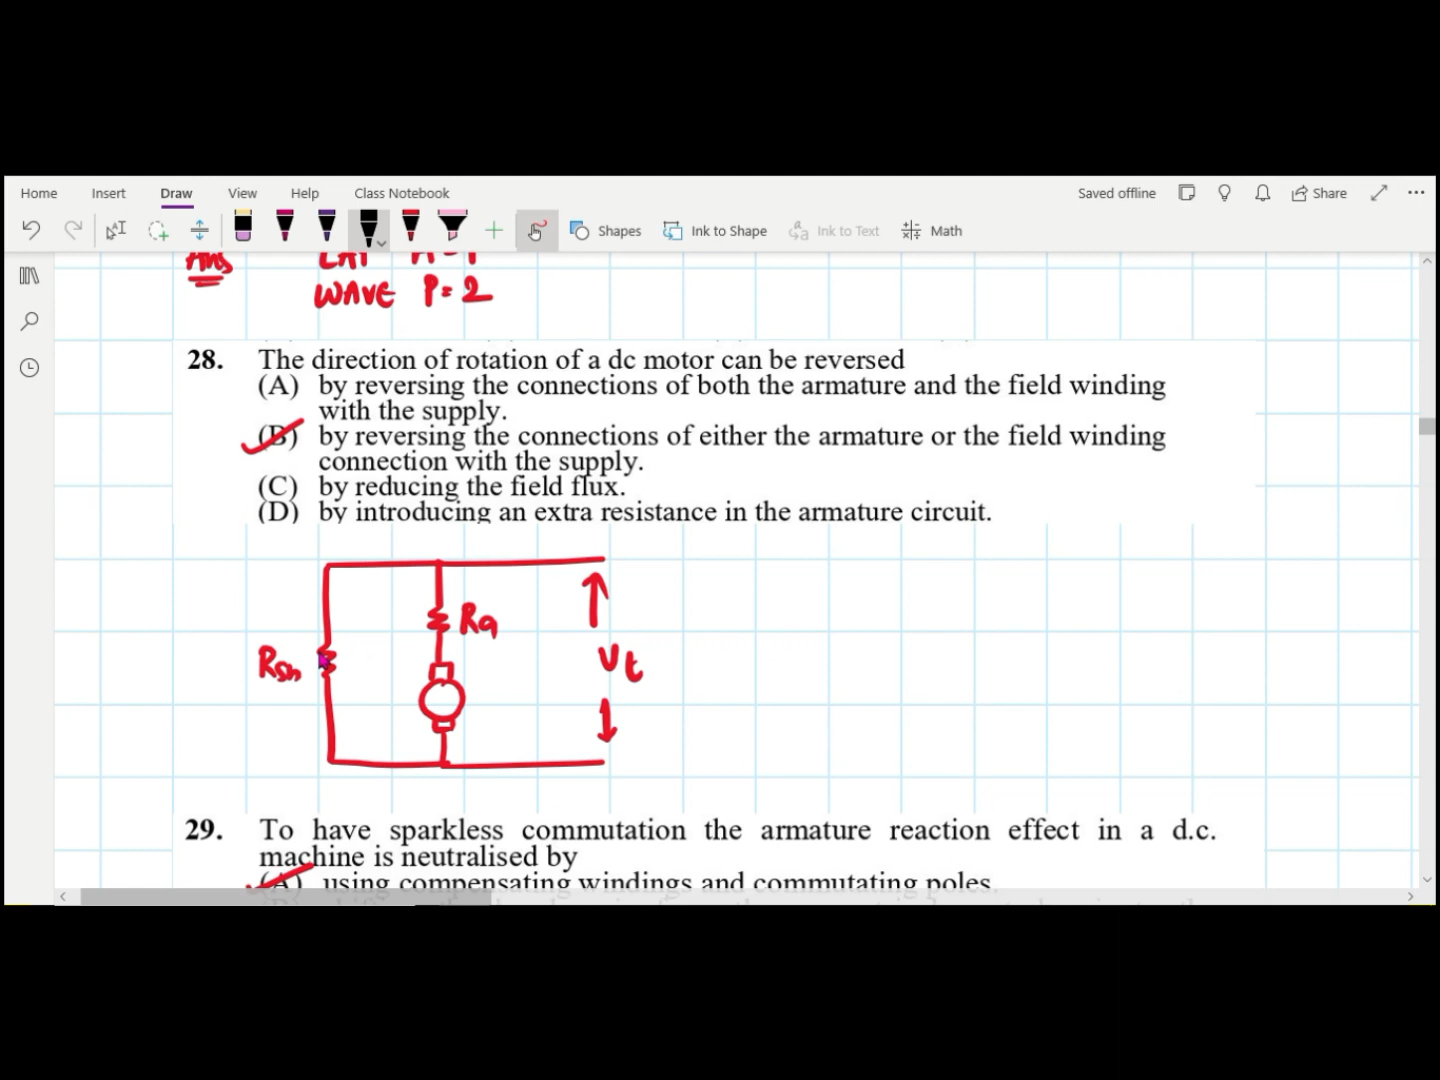 Home Insert Draw View Help Class Notebook Saved offline Share
Shapes Ink to Shape Ink to Text Math
Ans
WAVE P=2
28. The direction of rotation of a dc motor can be reversed
(A) by reversing the connections of both the armature and the field winding
with the supply.
(B) by reversing the connections of either the armature or the field winding
connection with the supply.
(C) by reducing the field flux.
(D) by introducing an extra resistance in the armature circuit.
Ra
Rsh
Vt
29. To have sparkless commutation the armature reaction effect in a d.c.
machine is neutralised by
(A) using compensating windings and commutating poles.